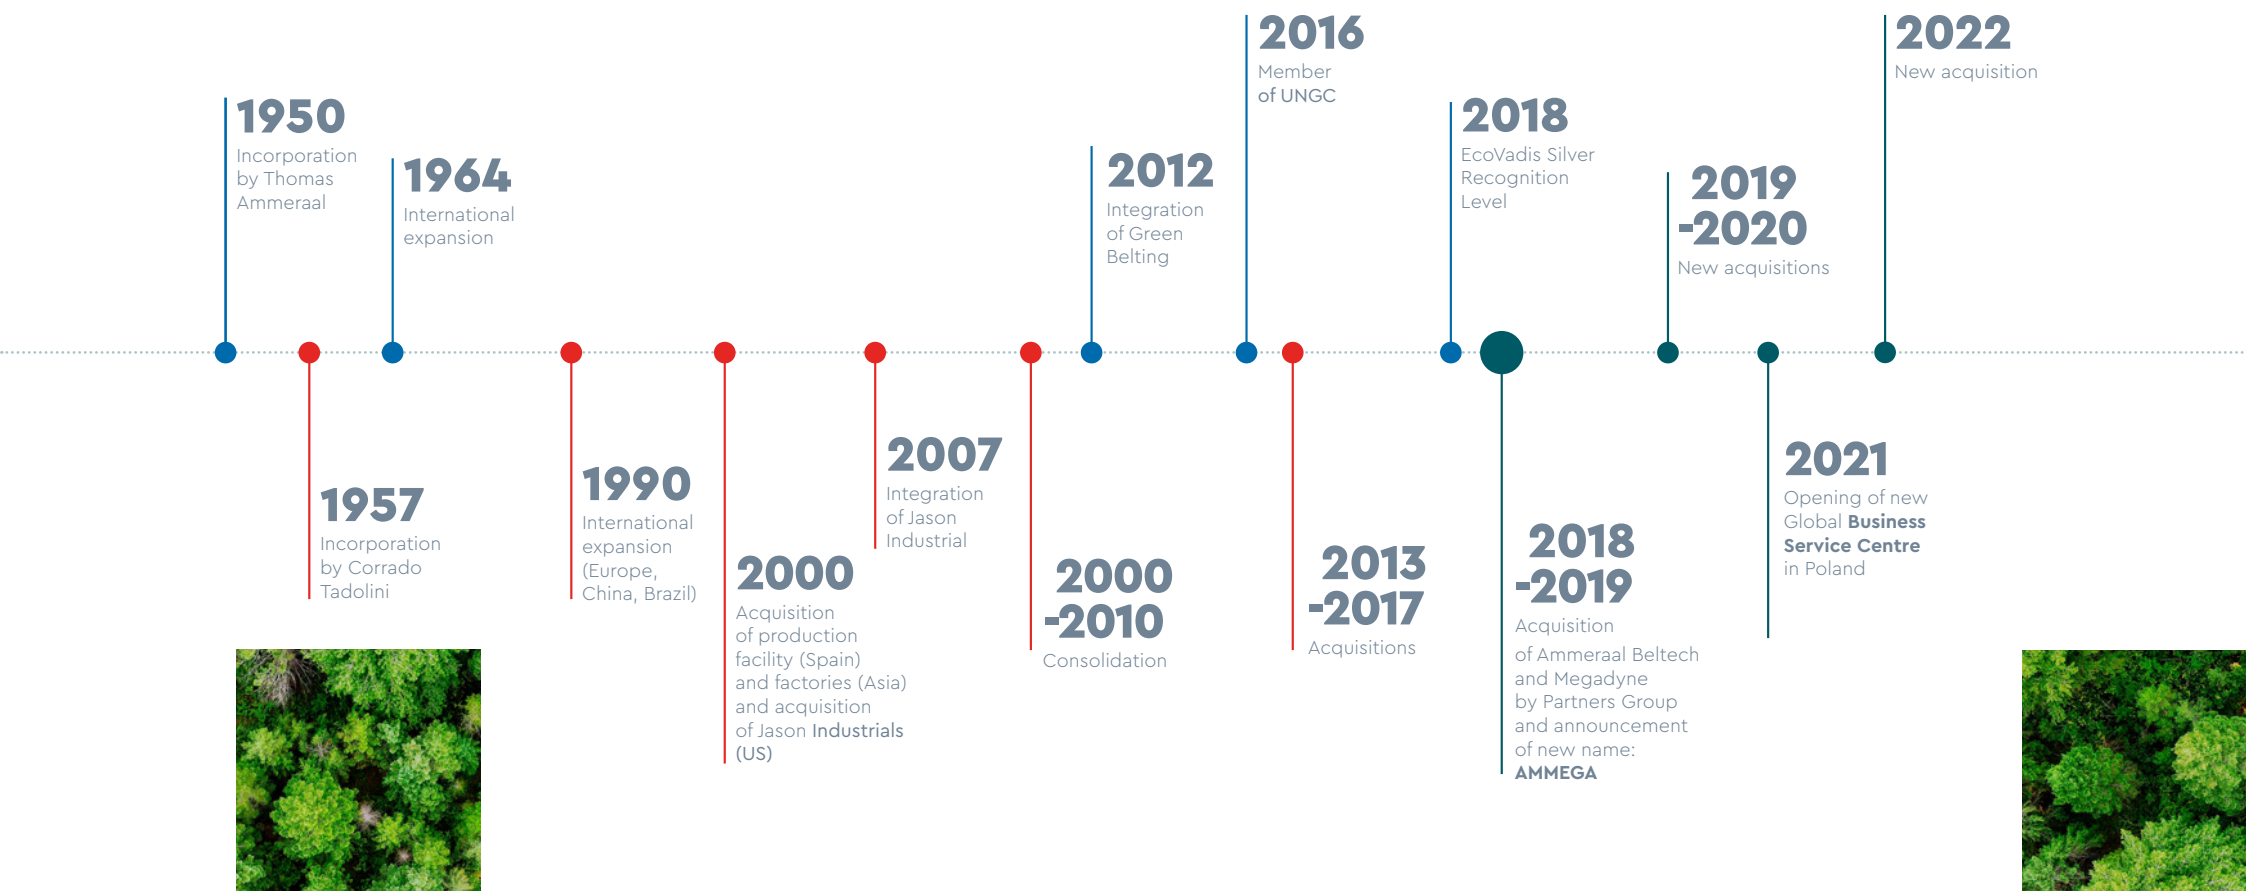 1950
Incorporation
by Thomas
Ammeraal
1957
Incorporation
by Corrado
Tadolini
1964
International
expansion
1990
International
expansion
(Europe,
China, Brazil)
2000
Acquisition
of production
facility (Spain)
and factories (Asia)
and acquisition
of Jason Industrials
(US)
2007
Integration
of Jason
Industrial
2000
-2010
Consolidation
2012
Integration
of Green
Belting
2016
Member
of UNGC
2013
-2017
Acquisitions
2018
EcoVadis Silver
Recognition
Level
2018
-2019
Acquisition
of Ammeraal Beltech
and Megadyne
by Partners Group
and announcement
of new name:
AMMEGA
2019
-2020
New acquisitions
2021
Opening of new
Global Business
Service Centre
in Poland
2022
New acquisition